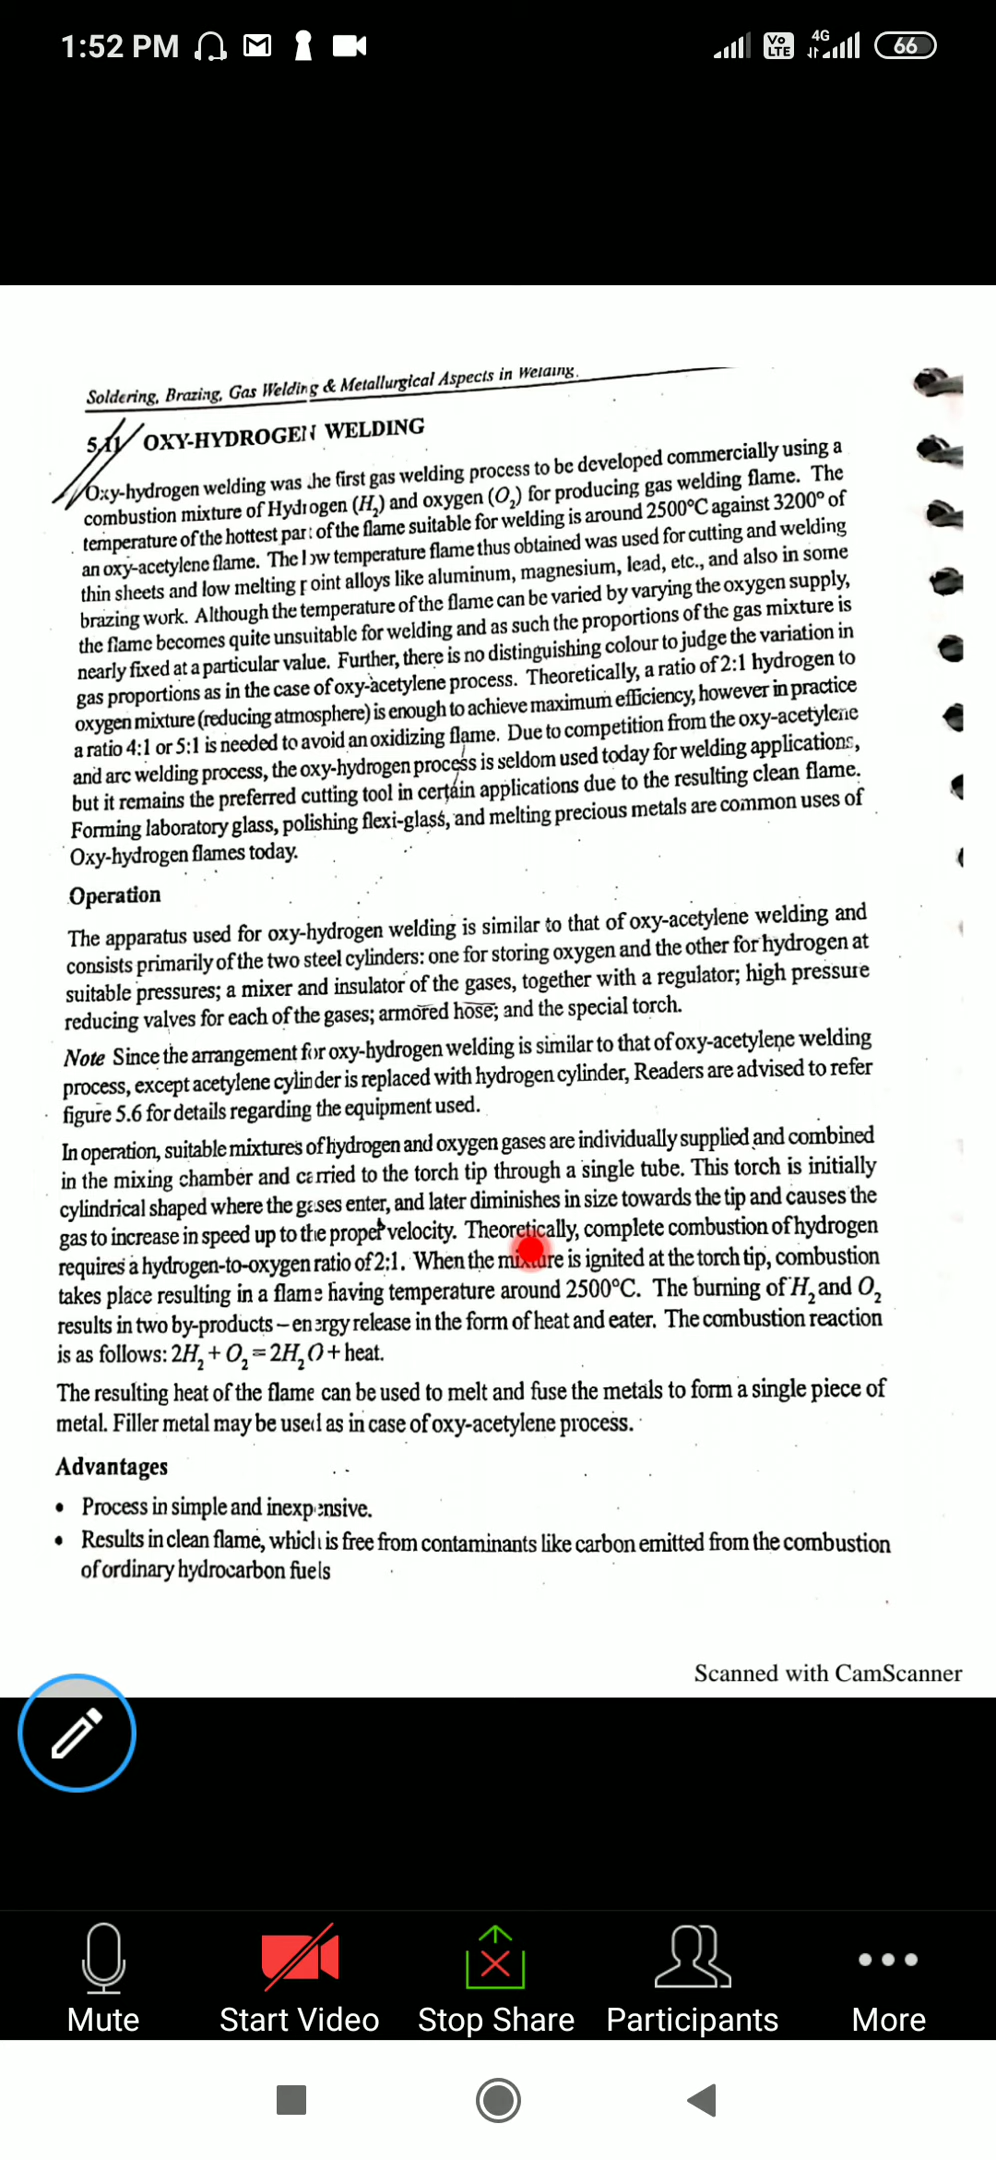 1:52 PM
Vo LTE
4G
66
Soldering, Brazing, Gas Welding & Metallurgical Aspects in Welding.
5.11 OXY-HYDROGEN WELDING
Oxy-hydrogen welding was the first gas welding process to be developed commercially using a
combustion mixture of Hydrogen (H₂) and oxygen (O₂) for producing gas welding flame. The
temperature of the hottest part of the flame suitable for welding is around 2500°C against 3200° of
an oxy-acetylene flame. The low temperature flame thus obtained was used for cutting and welding
thin sheets and low melting point alloys like aluminum, magnesium, lead, etc., and also in some
brazing work. Although the temperature of the flame can be varied by varying the oxygen supply,
the flame becomes quite unsuitable for welding and as such the proportions of the gas mixture is
nearly fixed at a particular value. Further, there is no distinguishing colour to judge the variation in
gas proportions as in the case of oxy-acetylene process. Theoretically, a ratio of 2:1 hydrogen to
oxygen mixture (reducing atmosphere) is enough to achieve maximum efficiency, however in practice
a ratio 4:1 or 5:1 is needed to avoid an oxidizing flame. Due to competition from the oxy-acetylene
and arc welding process, the oxy-hydrogen process is seldom used today for welding applications,
but it remains the preferred cutting tool in certain applications due to the resulting clean flame.
Forming laboratory glass, polishing flexi-glass, and melting precious metals are common uses of
Oxy-hydrogen flames today.
Operation
The apparatus used for oxy-hydrogen welding is similar to that of oxy-acetylene welding and
consists primarily of the two steel cylinders: one for storing oxygen and the other for hydrogen at
suitable pressures; a mixer and insulator of the gases, together with a regulator; high pressure
reducing valves for each of the gases; armored hose; and the special torch.
Note Since the arrangement for oxy-hydrogen welding is similar to that of oxy-acetylene welding
process, except acetylene cylinder is replaced with hydrogen cylinder, Readers are advised to refer
figure 5.6 for details regarding the equipment used.
In operation, suitable mixtures of hydrogen and oxygen gases are individually supplied and combined
in the mixing chamber and carried to the torch tip through a single tube. This torch is initially
cylindrical shaped where the gases enter, and later diminishes in size towards the tip and causes the
gas to increase in speed up to the proper velocity. Theoretically, complete combustion of hydrogen
requires a hydrogen-to-oxygen ratio of 2:1. When the mixture is ignited at the torch tip, combustion
takes place resulting in a flame having temperature around 2500°C. The burning of H₂ and O₂
results in two by-products – energy release in the form of heat and eater. The combustion reaction
is as follows: 2H₂ + O₂ = 2H₂O + heat.
The resulting heat of the flame can be used to melt and fuse the metals to form a single piece of
metal. Filler metal may be used as in case of oxy-acetylene process.
Advantages
• Process in simple and inexpensive.
• Results in clean flame, which is free from contaminants like carbon emitted from the combustion
of ordinary hydrocarbon fuels
Scanned with CamScanner
Mute
Start Video
Stop Share
Participants
More